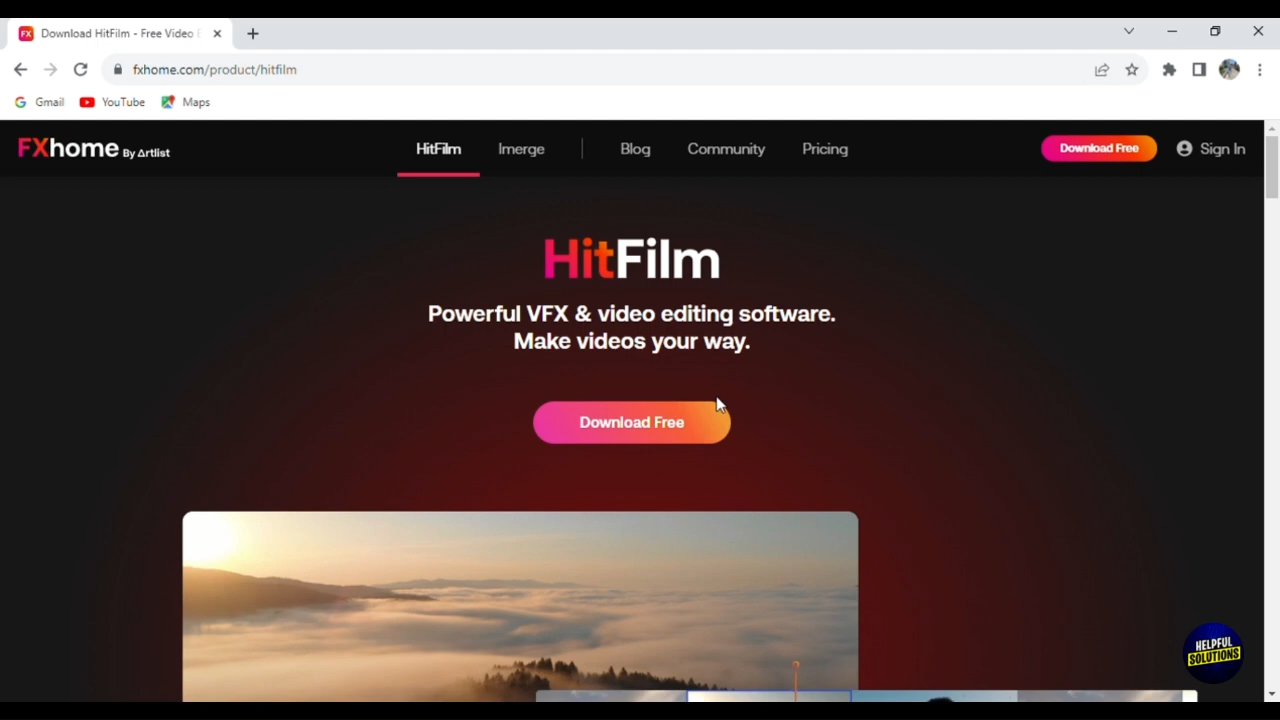 Download HitFilm - Free Video E
fxhome.com/product/hitfilm
Gmail
YouTube
Maps
FXhome By Artlist
HitFilm
Imerge
Blog
Community
Pricing
Download Free
Sign In
HitFilm
Powerful VFX & video editing software.
Make videos your way.
Download Free
HELPFUL
SOLUTIONS